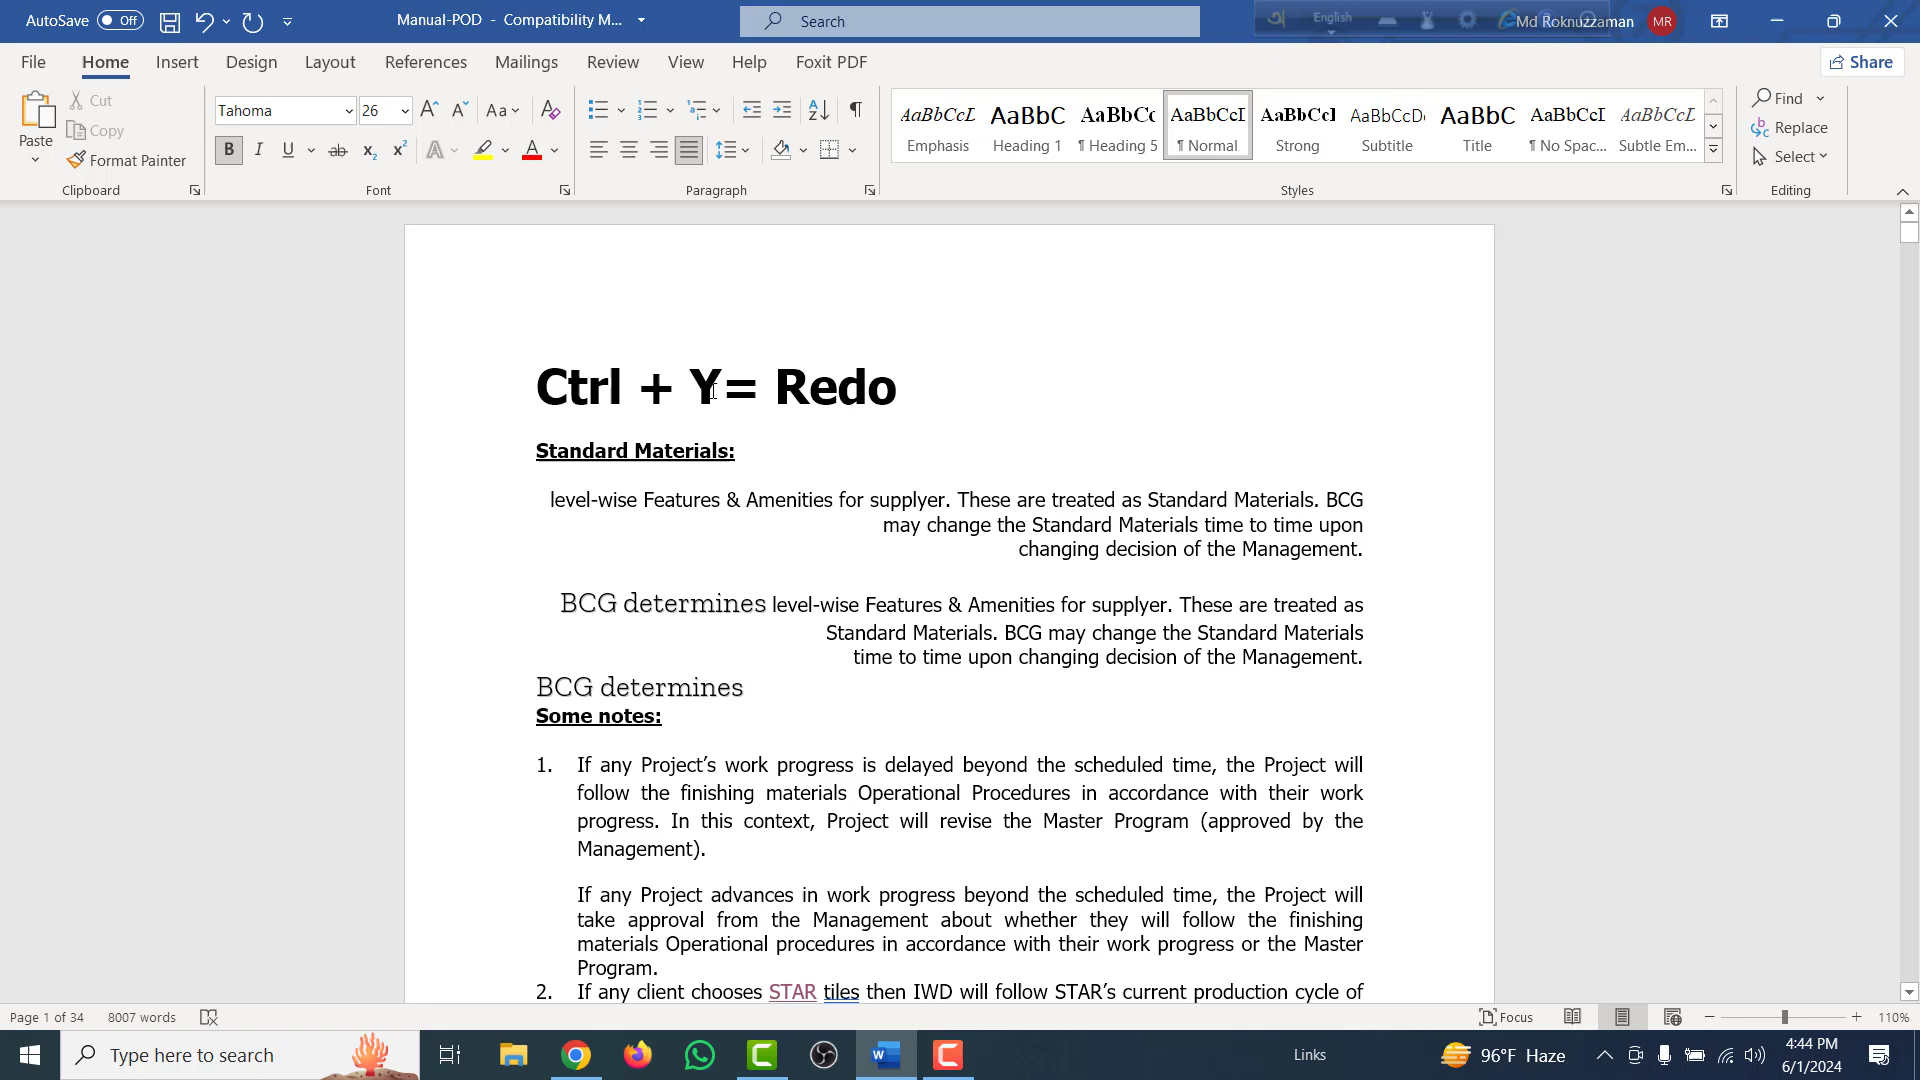 AutoSave Off Manual-POD - Compatibility M... Search English Md Roknuzzaman MR
File Home Insert Design Layout References Mailings Review View Help Foxit PDF Share
Paste Cut Copy Format Painter Clipboard
Tahoma 26 Aa
B I U ab x₂ x² A A
Font
Paragraph
AaBbCcL AaBbC AaBbCc AaBbCcI AaBbCcI AaBbCcD AaBbC AaBbCcI AaBbCcL
Emphasis Heading 1 ¶ Heading 5 ¶ Normal Strong Subtitle Title ¶ No Spac... Subtle Em...
Styles
Find
Replace
Select
Editing
Ctrl + Y= Redo
Standard Materials:
level-wise Features & Amenities for supplyer. These are treated as Standard Materials. BCG
may change the Standard Materials time to time upon
changing decision of the Management.
BCG determines level-wise Features & Amenities for supplyer. These are treated as
Standard Materials. BCG may change the Standard Materials
time to time upon changing decision of the Management.
BCG determines
Some notes:
1. If any Project’s work progress is delayed beyond the scheduled time, the Project will
follow the finishing materials Operational Procedures in accordance with their work
progress. In this context, Project will revise the Master Program (approved by the
Management).
If any Project advances in work progress beyond the scheduled time, the Project will
take approval from the Management about whether they will follow the finishing
materials Operational procedures in accordance with their work progress or the Master
Program.
2. If any client chooses STAR tiles then IWD will follow STAR’s current production cycle of
Page 1 of 34 8007 words Focus 110%
Type here to search Links 96°F Haze 4:44 PM
6/1/2024